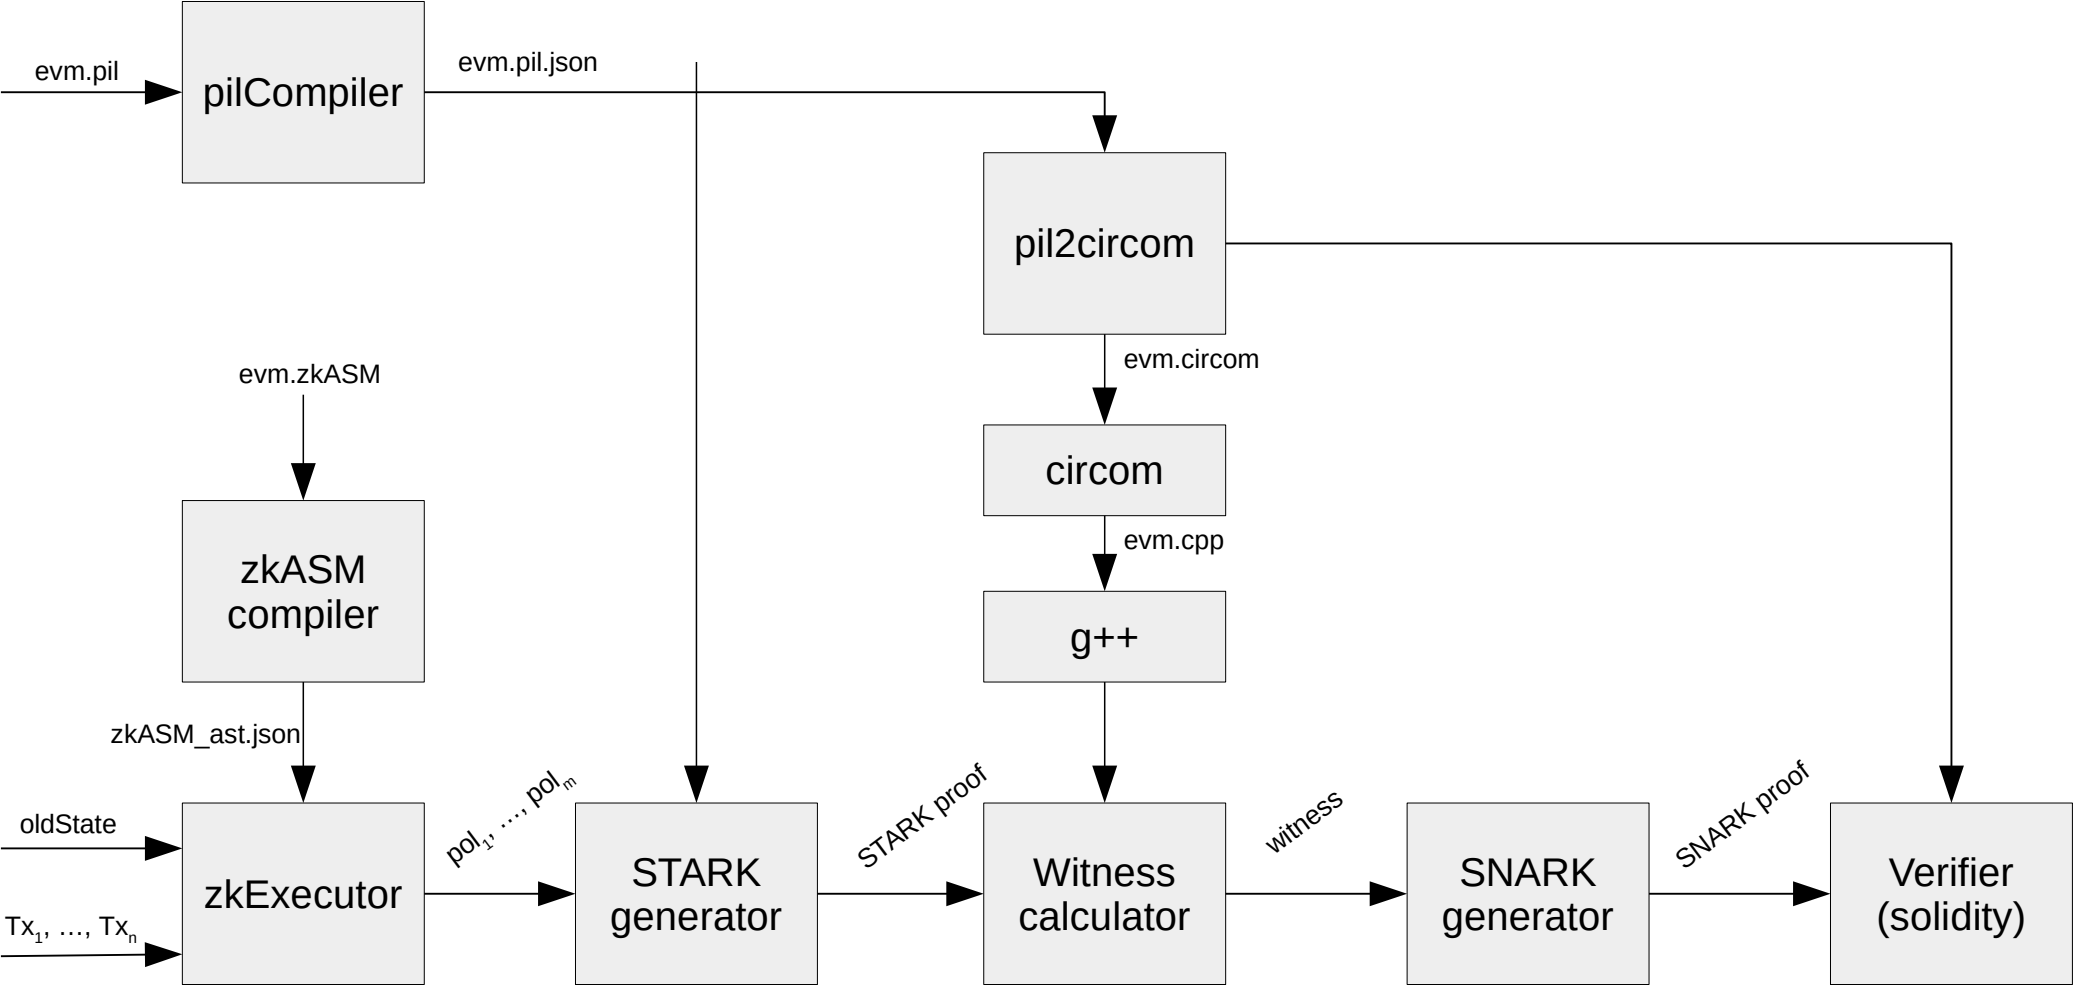 evm.pil
pilCompiler
evm.pil.json
pil2circom
evm.circom
evm.zkASM
circom
evm.cpp
zkASM
compiler
g++
zkASM_ast.json
oldState
Tx1, …, Txn
zkExecutor
pol1, …, polm
STARK
generator
STARK proof
Witness
calculator
witness
SNARK
generator
SNARK proof
Verifier
(solidity)